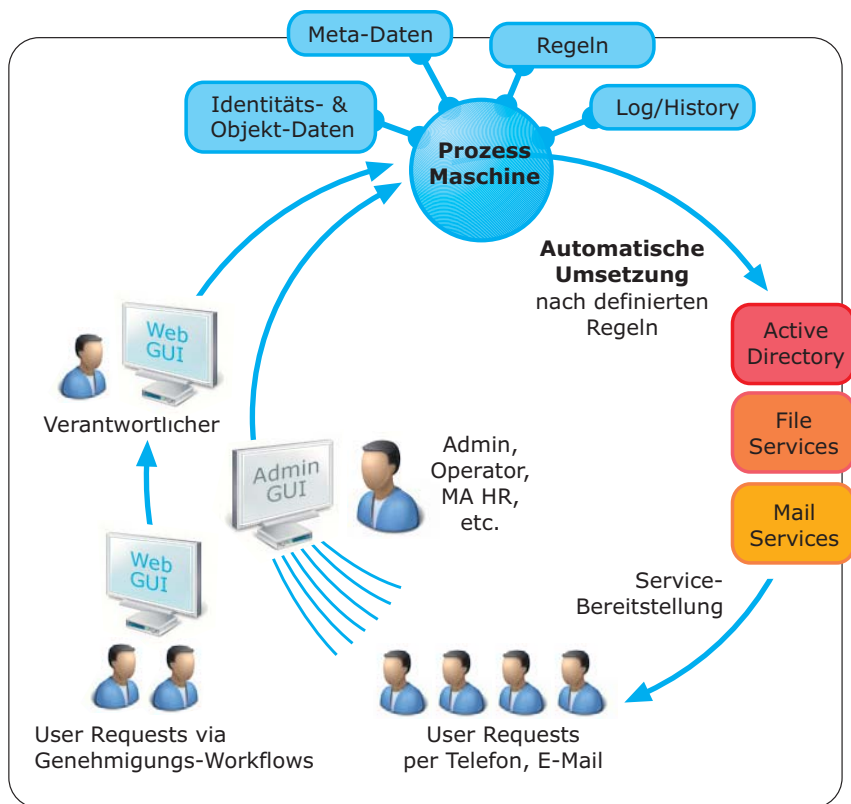 Meta-Daten
Regeln
Identitäts- &
Objekt-Daten
Log/History
Prozess
Maschine
Automatische
Umsetzung
nach definierten
Regeln
Web
GUI
Active
Directory
Verantwortlicher
File
Services
Admin
GUI
Admin,
Operator,
MA HR,
etc.
Mail
Services
Web
GUI
Service-
Bereitstellung
User Requests via
Genehmigungs-Workflows
User Requests
per Telefon, E-Mail